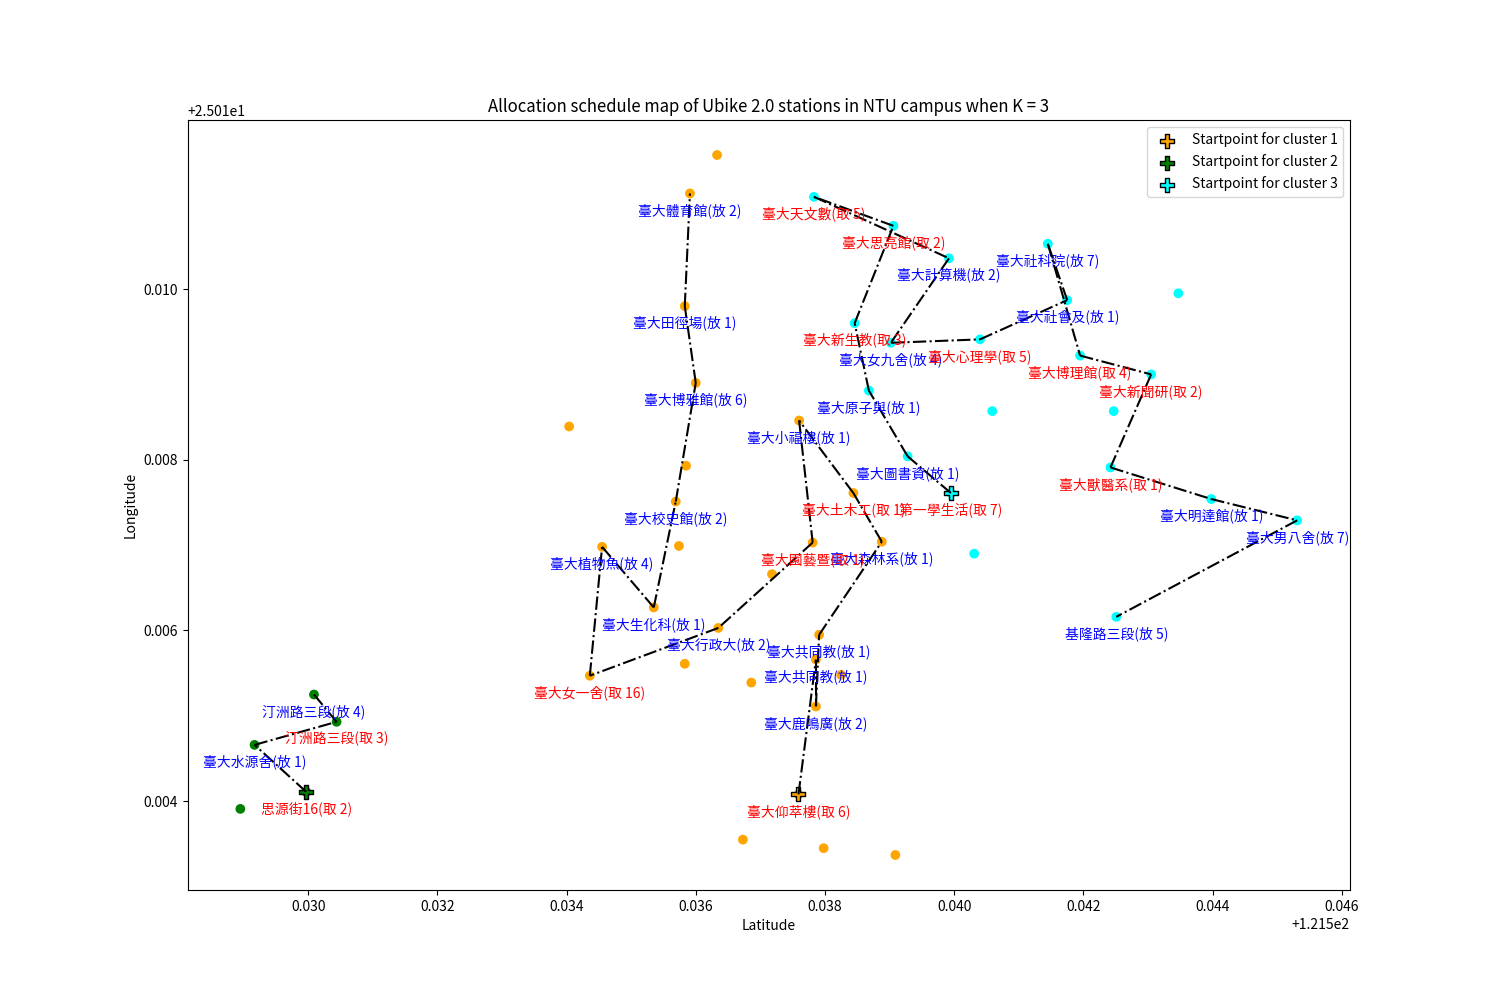 Allocation schedule map of Ubike 2.0 stations in NTU campus when K = 3
+2.501e1
Startpoint for cluster 1
Startpoint for cluster 2
Startpoint for cluster 3
臺大體育館(放 2)
臺大天文數(取 5)
臺大思亮館(取 2)
臺大計算機(放 2)
臺大社科院(放 7)
0.010
臺大田徑場(放 1)
臺大社會及(放 1)
臺大新生教(取 3)
臺大女九舍(放 4)
臺大心理學(取 5)
臺大博理館(取 4)
臺大新聞研(取 2)
臺大博雅館(放 6)
臺大原子與(放 1)
臺大小福樓(放 1)
0.008
臺大圖書資(放 1)
臺大獸醫系(取 1)
臺大校史館(放 2)
臺大土木工(取 1)
第一學生活(取 7)
臺大明達館(放 1)
臺大男八舍(放 7)
Longitude
臺大植物魚(放 4)
臺大園藝暨(取 1)
臺大森林系(放 1)
0.006
臺大生化科(放 1)
臺大行政大(放 2)
臺大共同教(放 1)
基隆路三段(放 5)
臺大共同教(放 1)
臺大女一舍(取 16)
汀洲路三段(放 4)
臺大鹿鳴廣(放 2)
汀洲路三段(取 3)
臺大水源舍(放 1)
0.004
思源街16(取 2)
臺大仰萃樓(取 6)
0.030
0.032
0.034
0.036
0.038
0.040
0.042
0.044
0.046
Latitude
+1.215e2